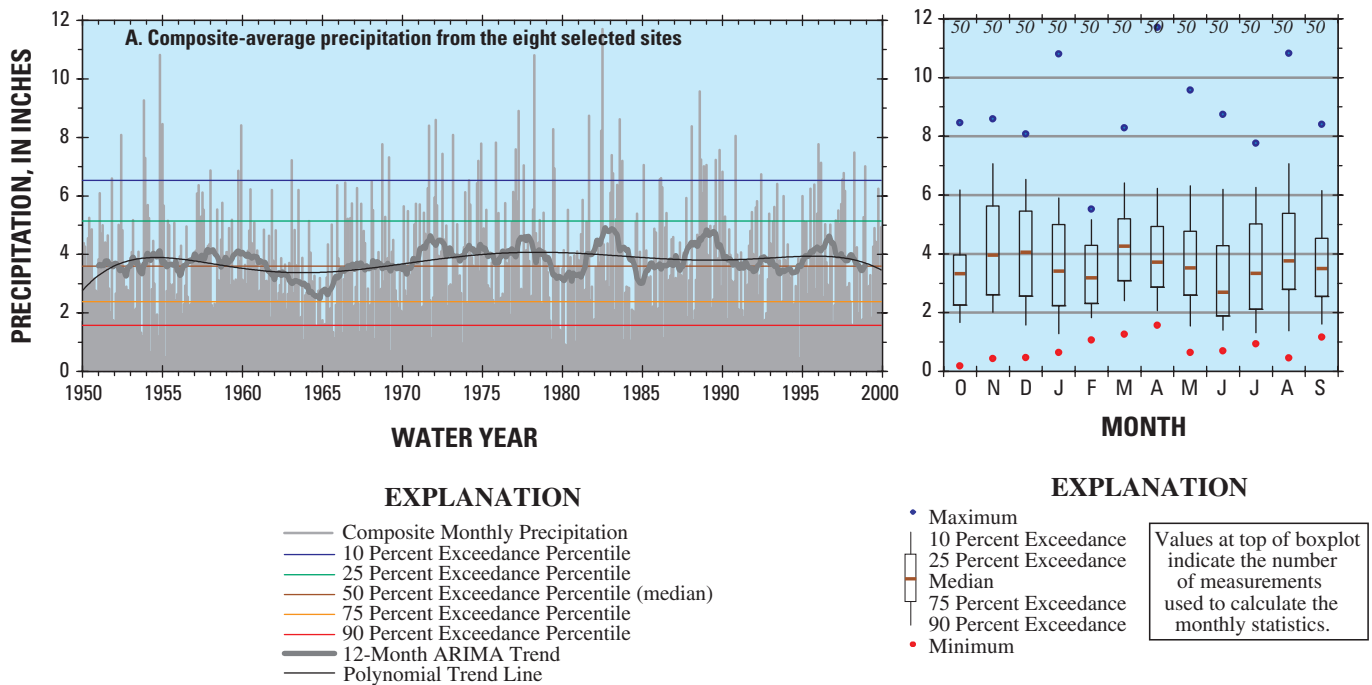 A. Composite-average precipitation from the eight selected sites
PRECIPITATION, IN INCHES
12
10
8
6
4
2
0
1950 1955 1960 1965 1970 1975 1980 1985 1990 1995 2000
WATER YEAR
EXPLANATION
Composite Monthly Precipitation
10 Percent Exceedance Percentile
25 Percent Exceedance Percentile
50 Percent Exceedance Percentile (median)
75 Percent Exceedance Percentile
90 Percent Exceedance Percentile
12-Month ARIMA Trend
Polynomial Trend Line
50 50 50 50 50 50 50 50 50 50 50 50
12
10
8
6
4
2
0
O N D J F M A M J J A S
MONTH
EXPLANATION
Maximum
10 Percent Exceedance
25 Percent Exceedance
Median
75 Percent Exceedance
90 Percent Exceedance
Minimum
Values at top of boxplot
indicate the number
of measurements
used to calculate the
monthly statistics.